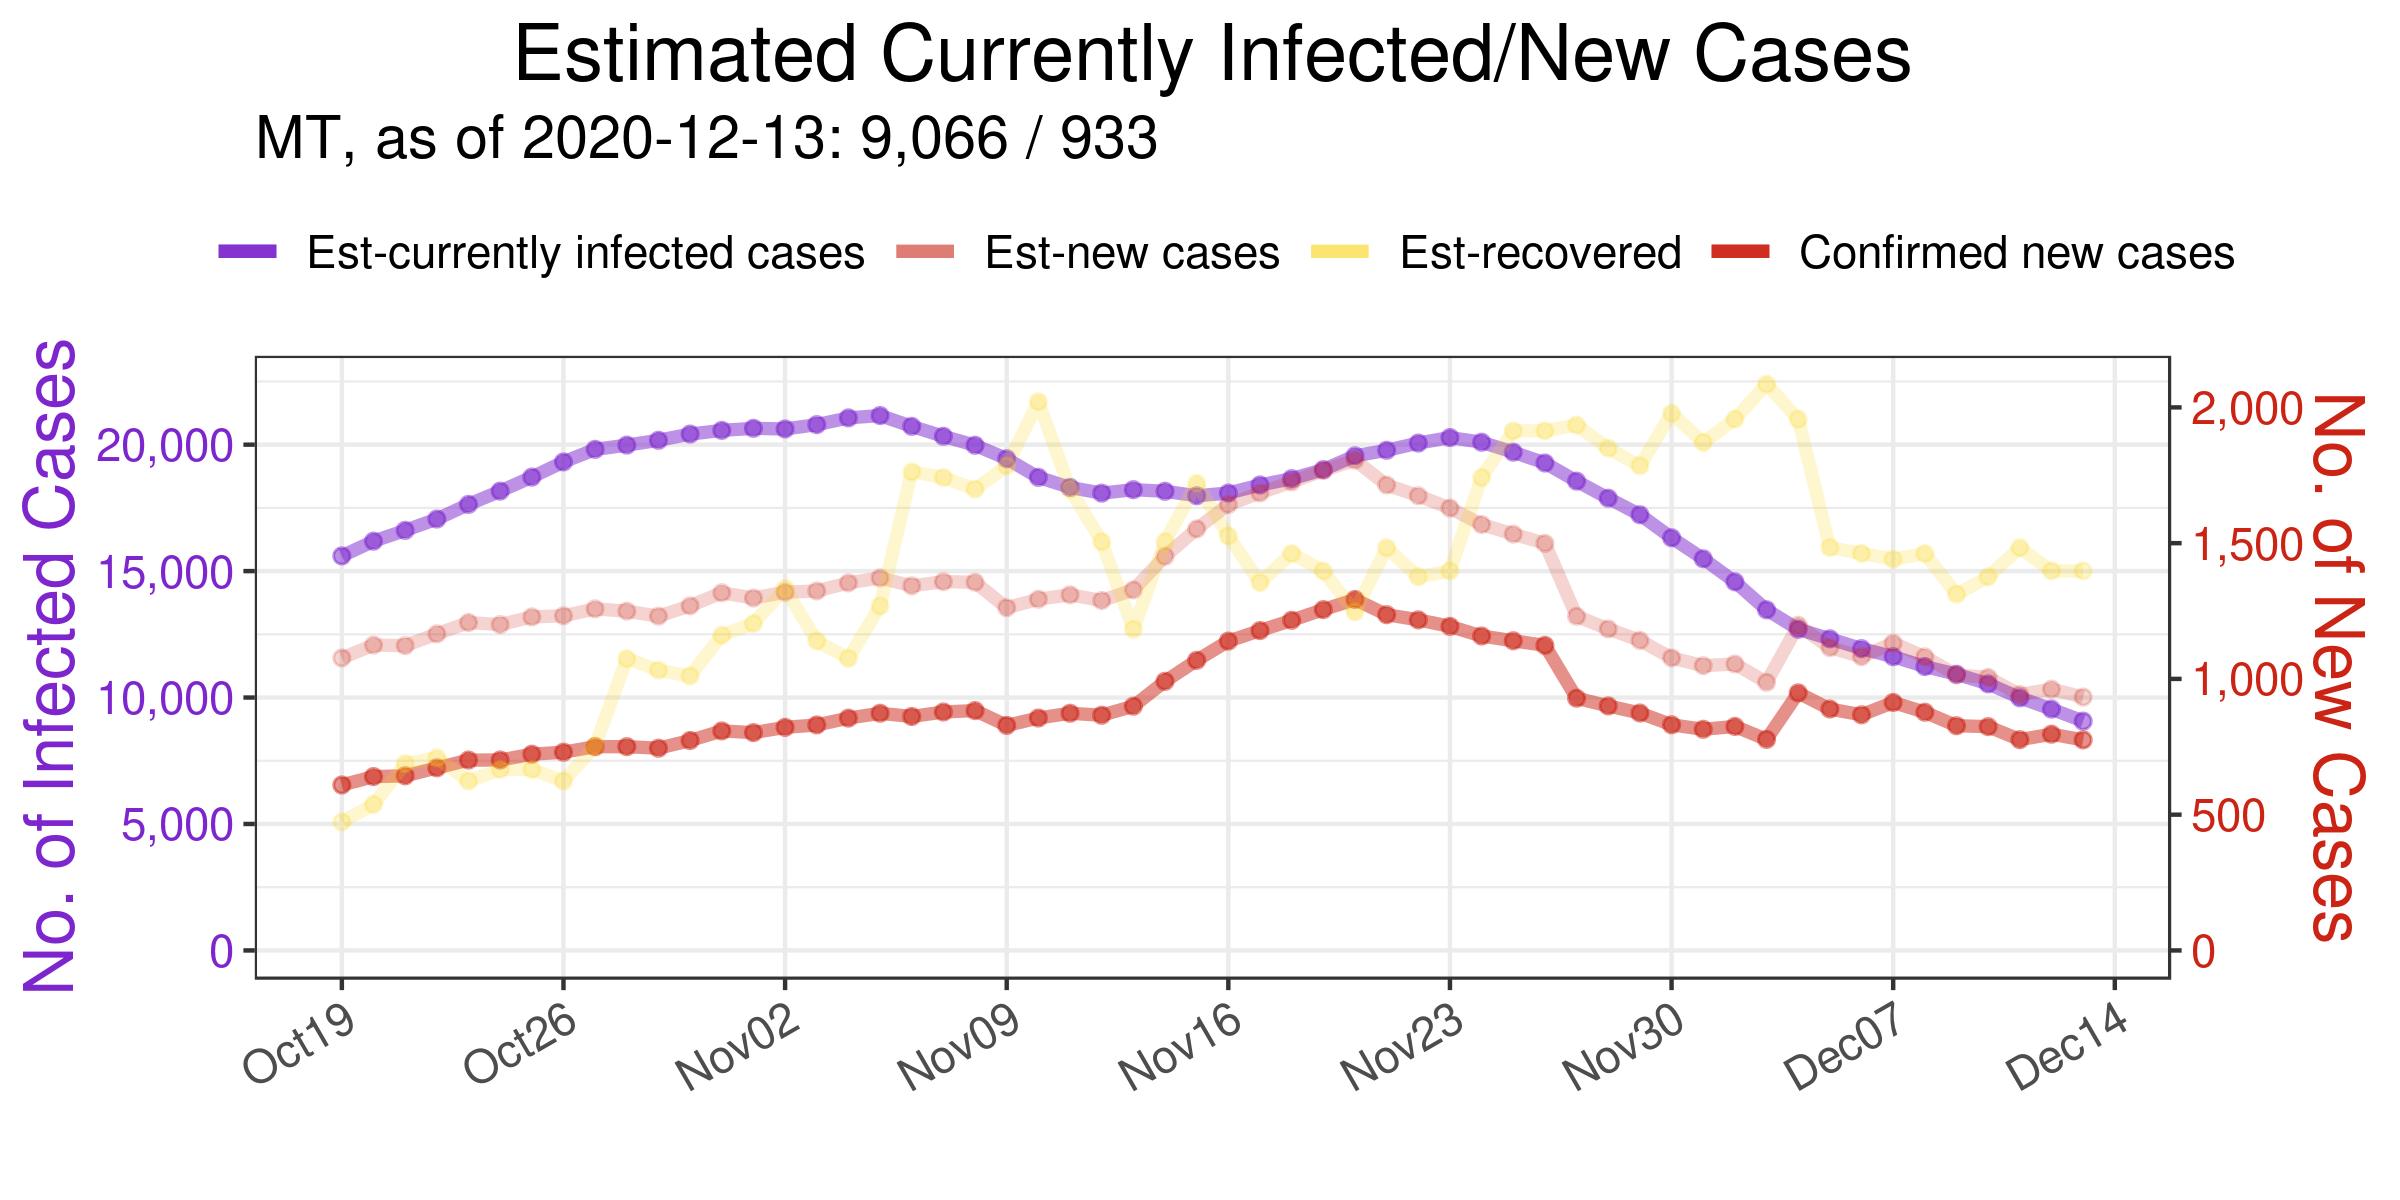 Estimated Currently Infected/New Cases
MT, as of 2020-12-13: 9,066 / 933
Est-currently infected cases Est-new cases Est-recovered Confirmed new cases
No. of Infected Cases
20,000
15,000
10,000
5,000
0
2,000
1,500
1,000
500
0
No. of New Cases
Oct19 Oct26 Nov02 Nov09 Nov16 Nov23 Nov30 Dec07 Dec14